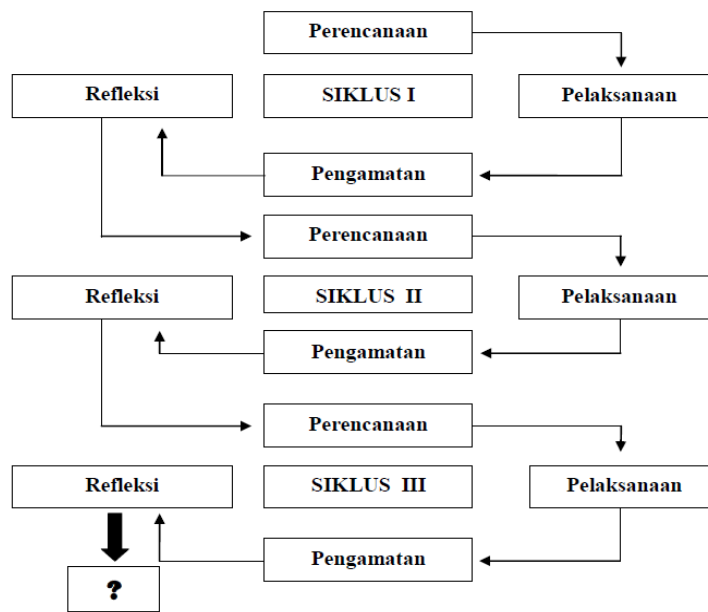 Perencanaan
Refleksi
SIKLUS I
Pelaksanaan
Pengamatan
Perencanaan
Refleksi
SIKLUS II
Pelaksanaan
Pengamatan
Perencanaan
Refleksi
SIKLUS III
Pelaksanaan
Pengamatan
?